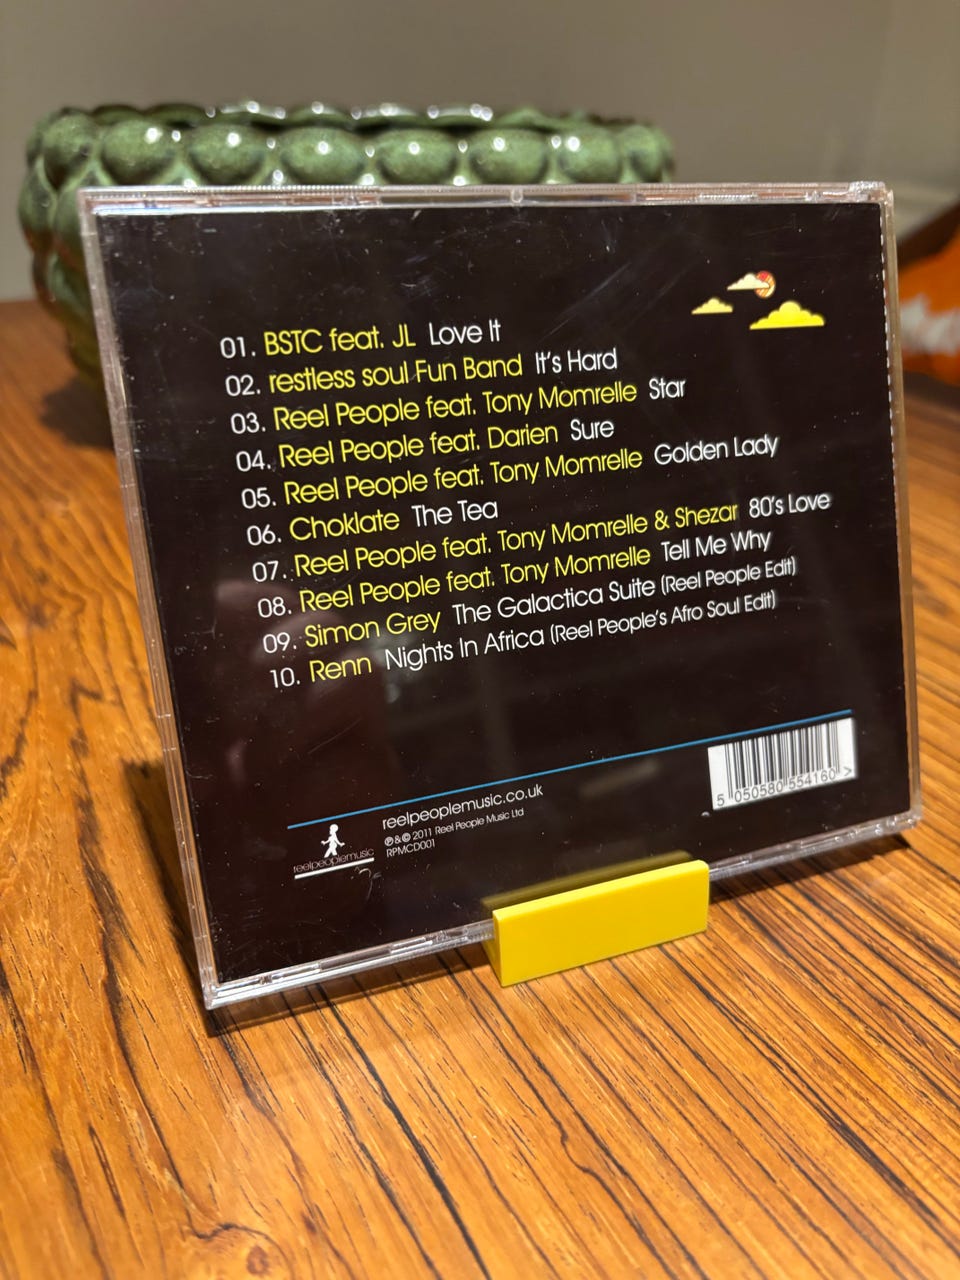 01. BSTC feat. JL Love It
02. restless soul Fun Band It's Hard
03. Reel People feat. Tony Momrelle Star
04. Reel People feat. Darien Sure
05. Reel People feat. Tony Momrelle Golden Lady
06. Choklate The Tea
07. Reel People feat. Tony Momrelle & Shezar 80's Love
08. Reel People feat. Tony Momrelle Tell Me Why
09. Simon Grey The Galactica Suite (Reel People Edit)
10. Renn Nights In Africa (Reel People's Afro Soul Edit)
reelpeoplemusic.co.uk
℗&© 2011 Reel People Music Ltd
RPMCD001
reelpeoplemusic
5 050580 554160 >